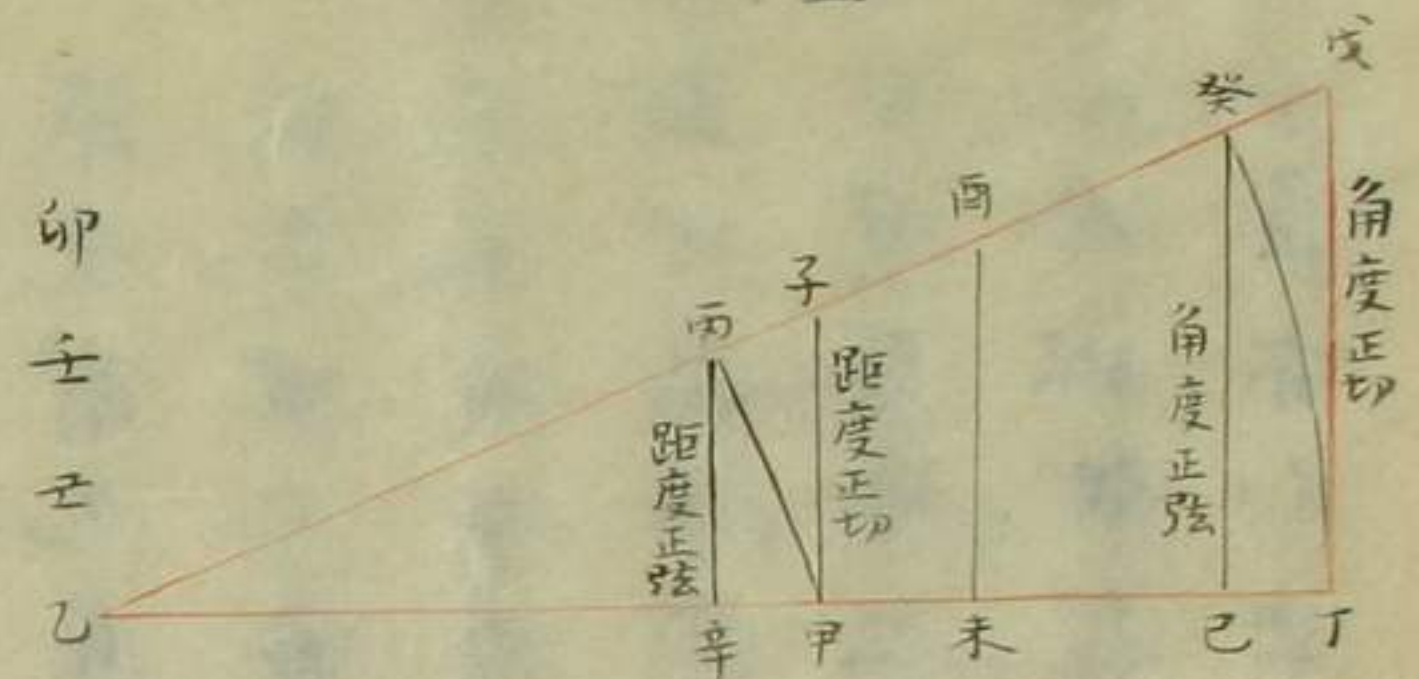 戊
癸
角度正切
酉
卯
子
丙
距度正切
角度正弦
壬
距度正弦
丑
乙
辛
甲
未
己
丁